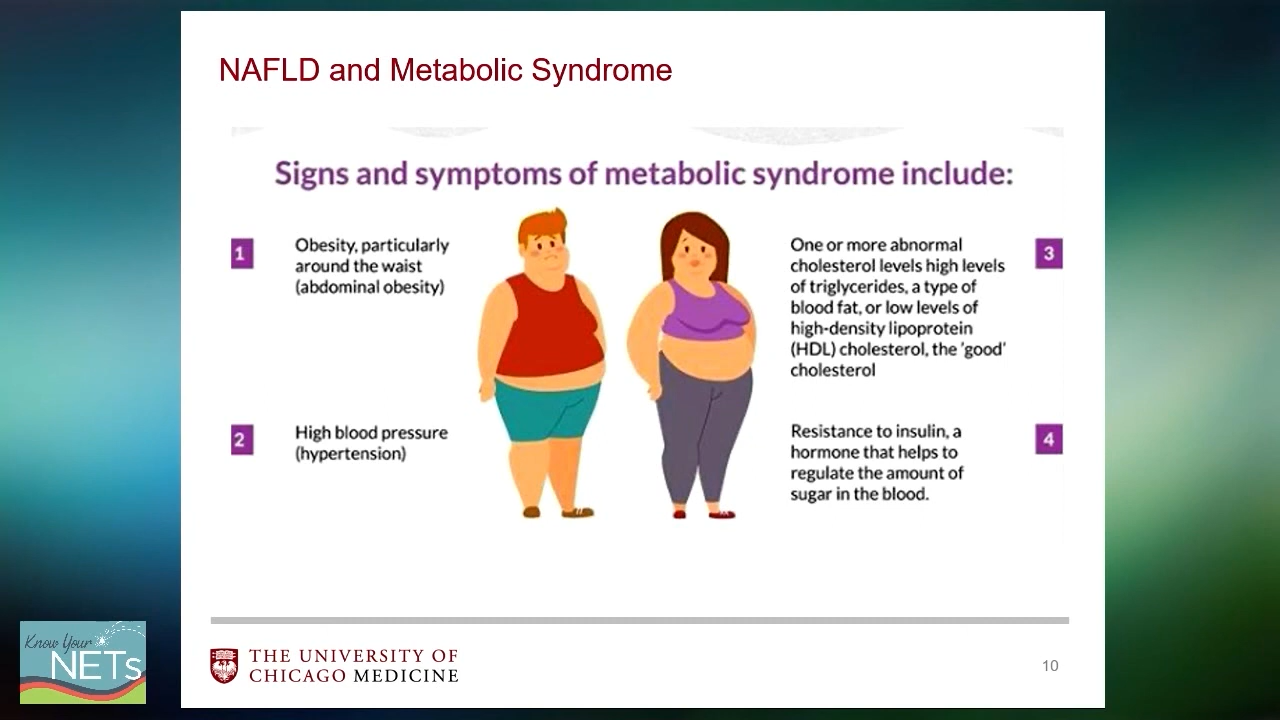 NAFLD and Metabolic Syndrome
Signs and symptoms of metabolic syndrome include:
1
Obesity, particularly
around the waist
(abdominal obesity)
2
High blood pressure
(hypertension)
One or more abnormal
cholesterol levels high levels
of triglycerides, a type of
blood fat, or low levels of
high-density lipoprotein
(HDL) cholesterol, the 'good'
cholesterol
3
Resistance to insulin, a
hormone that helps to
regulate the amount of
sugar in the blood.
4
Know Your
NETs
THE UNIVERSITY OF
CHICAGO MEDICINE
10